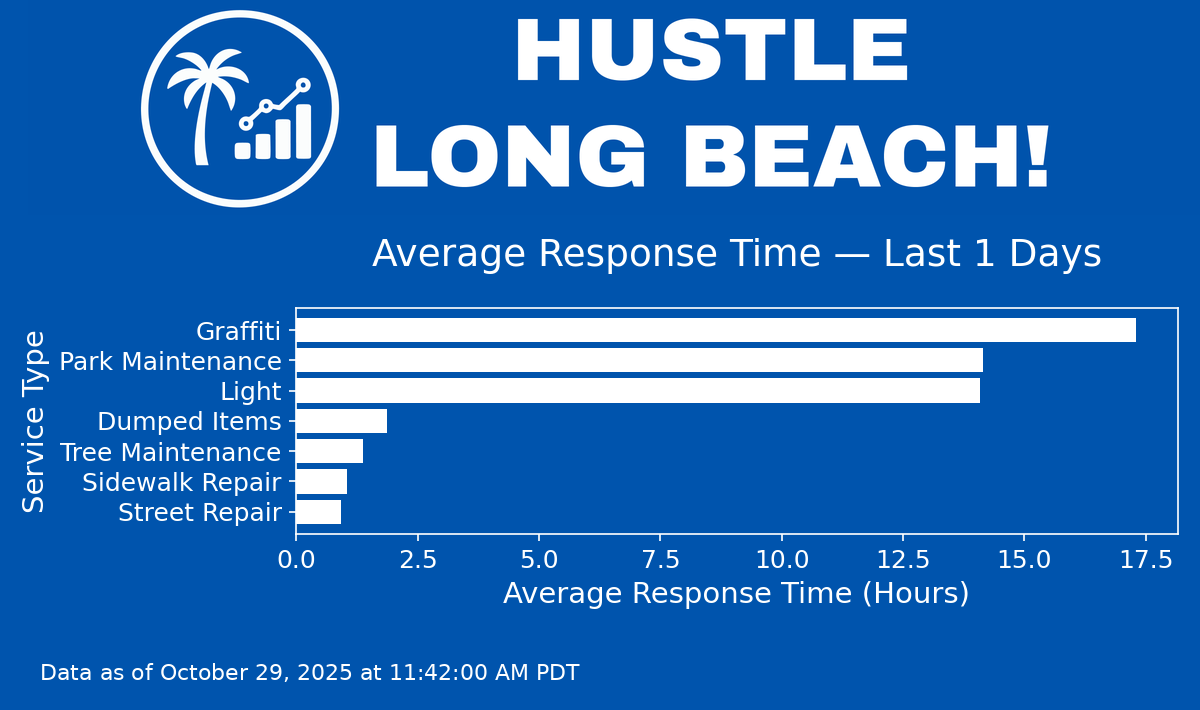 HUSTLE
LONG BEACH!
Average Response Time — Last 1 Days
Service Type
Graffiti
Park Maintenance
Light
Dumped Items
Tree Maintenance
Sidewalk Repair
Street Repair
0.0 2.5 5.0 7.5 10.0 12.5 15.0 17.5
Average Response Time (Hours)
Data as of October 29, 2025 at 11:42:00 AM PDT